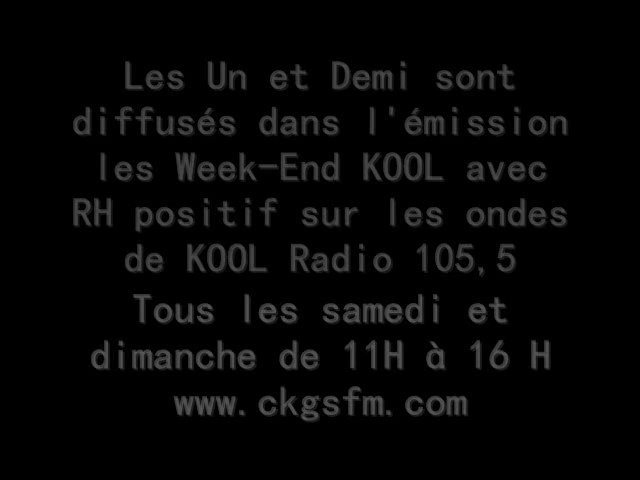 Les Un et Demi sont
diffusés dans l'émission
les Week-End KOOL avec
RH positif sur les ondes
de KOOL Radio 105,5
Tous les samedi et
dimanche de 11H à 16 H
www.ckgsfm.com